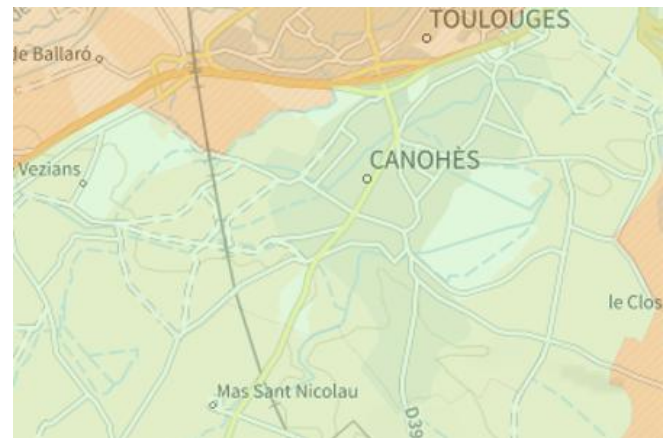 TOULOUGES
de Ballaró
CANOHÈS
Vezians
le Clos
Mas Sant Nicolau
D39